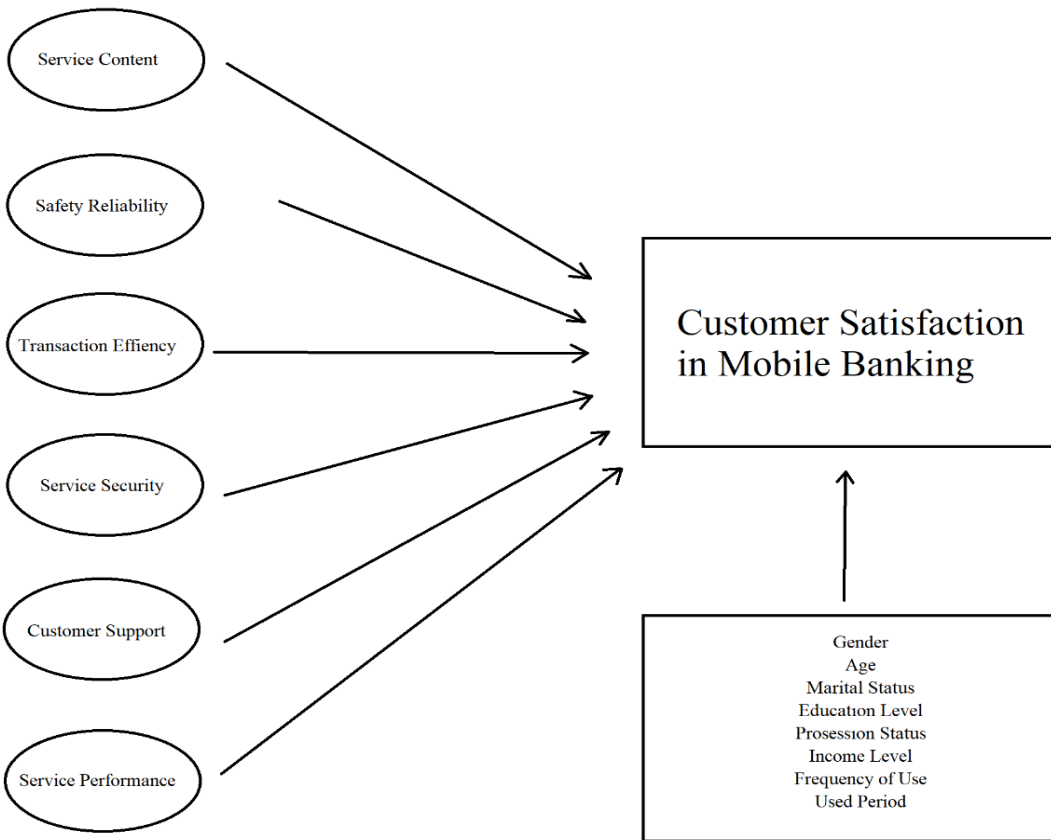 Service Content
Safety Reliability
Transaction Effiency
Service Security
Customer Support
Service Performance
Customer Satisfaction
in Mobile Banking
Gender
Age
Marital Status
Education Level
Prosession Status
Income Level
Frequency of Use
Used Period